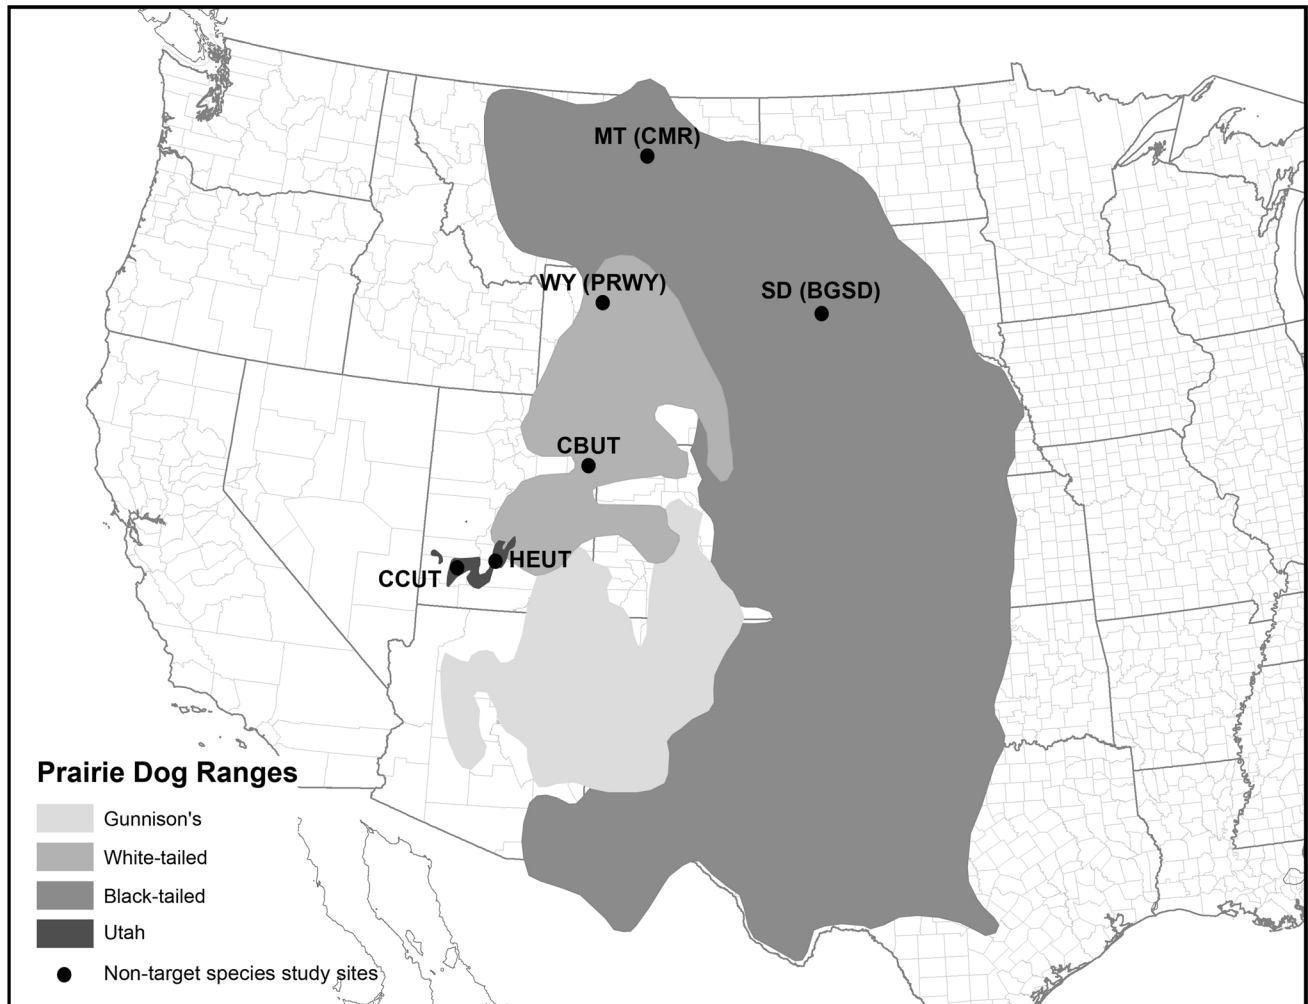 MT (CMR)
WY (PRWY)
SD (BGSD)
CBUT
HEUT
CCUT
Prairie Dog Ranges
Gunnison's
White-tailed
Black-tailed
Utah
Non-target species study sites